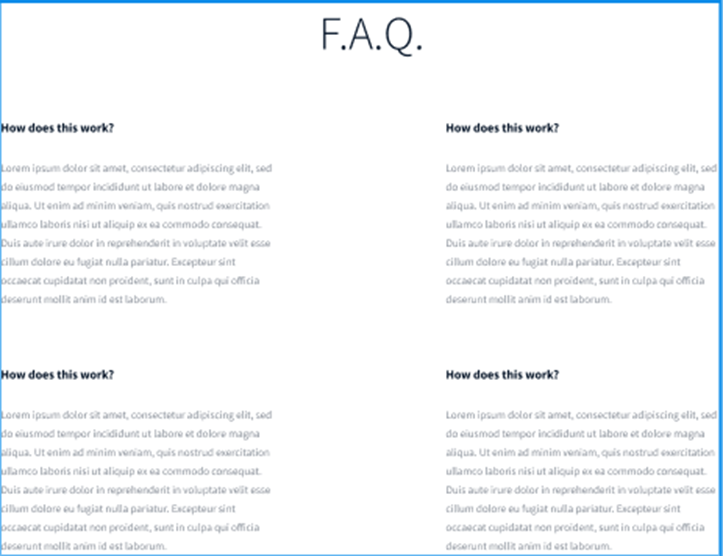 F.A.Q.
How does this work?
Lorem ipsum dolor sit amet, consectetur adipiscing elit, sed
do eiusmod tempor incididunt ut labore et dolore magna
aliqua. Ut enim ad minim veniam, quis nostrud exercitation
ullamco laboris nisi ut aliquip ex ea commodo consequat.
Duis aute irure dolor in reprehenderit in voluptate velit esse
cillum dolore eu fugiat nulla pariatur. Excepteur sint
occaecat cupidatat non proident, sunt in culpa qui officia
deserunt mollit anim id est laborum.
How does this work?
Lorem ipsum dolor sit amet, consectetur adipiscing elit, sed
do eiusmod tempor incididunt ut labore et dolore magna
aliqua. Ut enim ad minim veniam, quis nostrud exercitation
ullamco laboris nisi ut aliquip ex ea commodo consequat.
Duis aute irure dolor in reprehenderit in voluptate velit esse
cillum dolore eu fugiat nulla pariatur. Excepteur sint
occaecat cupidatat non proident, sunt in culpa qui officia
deserunt mollit anim id est laborum.
How does this work?
Lorem ipsum dolor sit amet, consectetur adipiscing elit, sed
do eiusmod tempor incididunt ut labore et dolore magna
aliqua. Ut enim ad minim veniam, quis nostrud exercitation
ullamco laboris nisi ut aliquip ex ea commodo consequat.
Duis aute irure dolor in reprehenderit in voluptate velit esse
cillum dolore eu fugiat nulla pariatur. Excepteur sint
occaecat cupidatat non proident, sunt in culpa qui officia
deserunt mollit anim id est laborum.
How does this work?
Lorem ipsum dolor sit amet, consectetur adipiscing elit, sed
do eiusmod tempor incididunt ut labore et dolore magna
aliqua. Ut enim ad minim veniam, quis nostrud exercitation
ullamco laboris nisi ut aliquip ex ea commodo consequat.
Duis aute irure dolor in reprehenderit in voluptate velit esse
cillum dolore eu fugiat nulla pariatur. Excepteur sint
occaecat cupidatat non proident, sunt in culpa qui officia
deserunt mollit anim id est laborum.